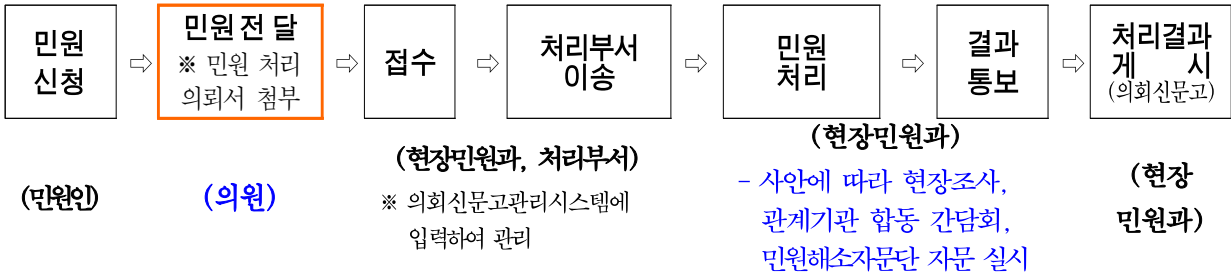 민원
신청
⇨
민원 전 달
※ 민원 처리
의뢰서 첨부
⇨
접수
⇨
처리부서
이송
⇨
민원
처리
⇨
결과
통보
⇨
처리결과
게 시
(의회신문고)
(민원인)
(의원)
(현장민원과, 처리부서)
※ 의회신문고관리시스템에
입력하여 관리
(현장민원과)
- 사안에 따라 현장조사,
관계기관 합동 간담회,
민원해소자문단 자문 실시
(현장
민원과)